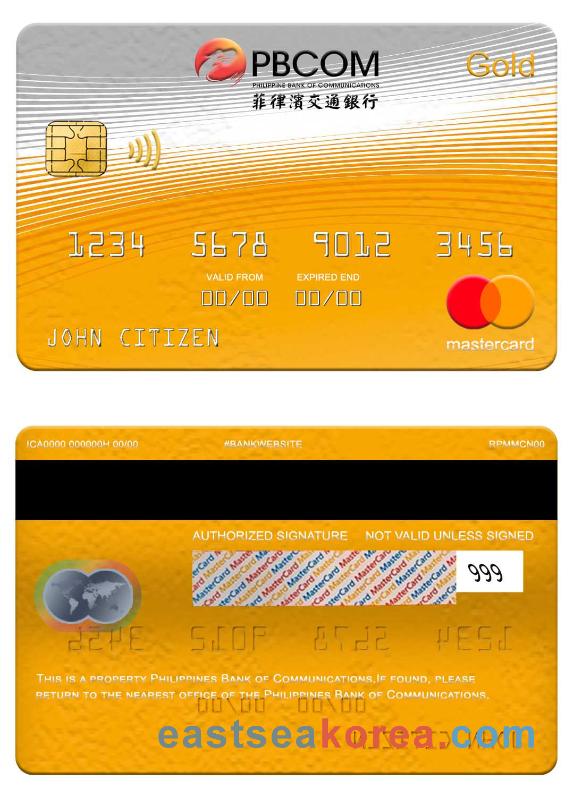 PBCOM
PHILIPPINE BANK OF COMMUNICATIONS
菲律濱交通銀行
Gold
1234 5678 9012 3456
VALID FROM EXPIRED END
00/00 00/00
JOHN CITIZEN
mastercard
ICA0000 000000H 00/00 #BANKWEBSITE RPMMCN00
AUTHORIZED SIGNATURE NOT VALID UNLESS SIGNED
MasterCard MasterCard MasterCard
999
THIS IS A PROPERTY PHILIPPINES BANK OF COMMUNICATIONS.IF FOUND, PLEASE
RETURN TO THE NEAREST OFFICE OF THE PHILIPPINES BANK OF COMMUNICATIONS.
eastseakorea.com